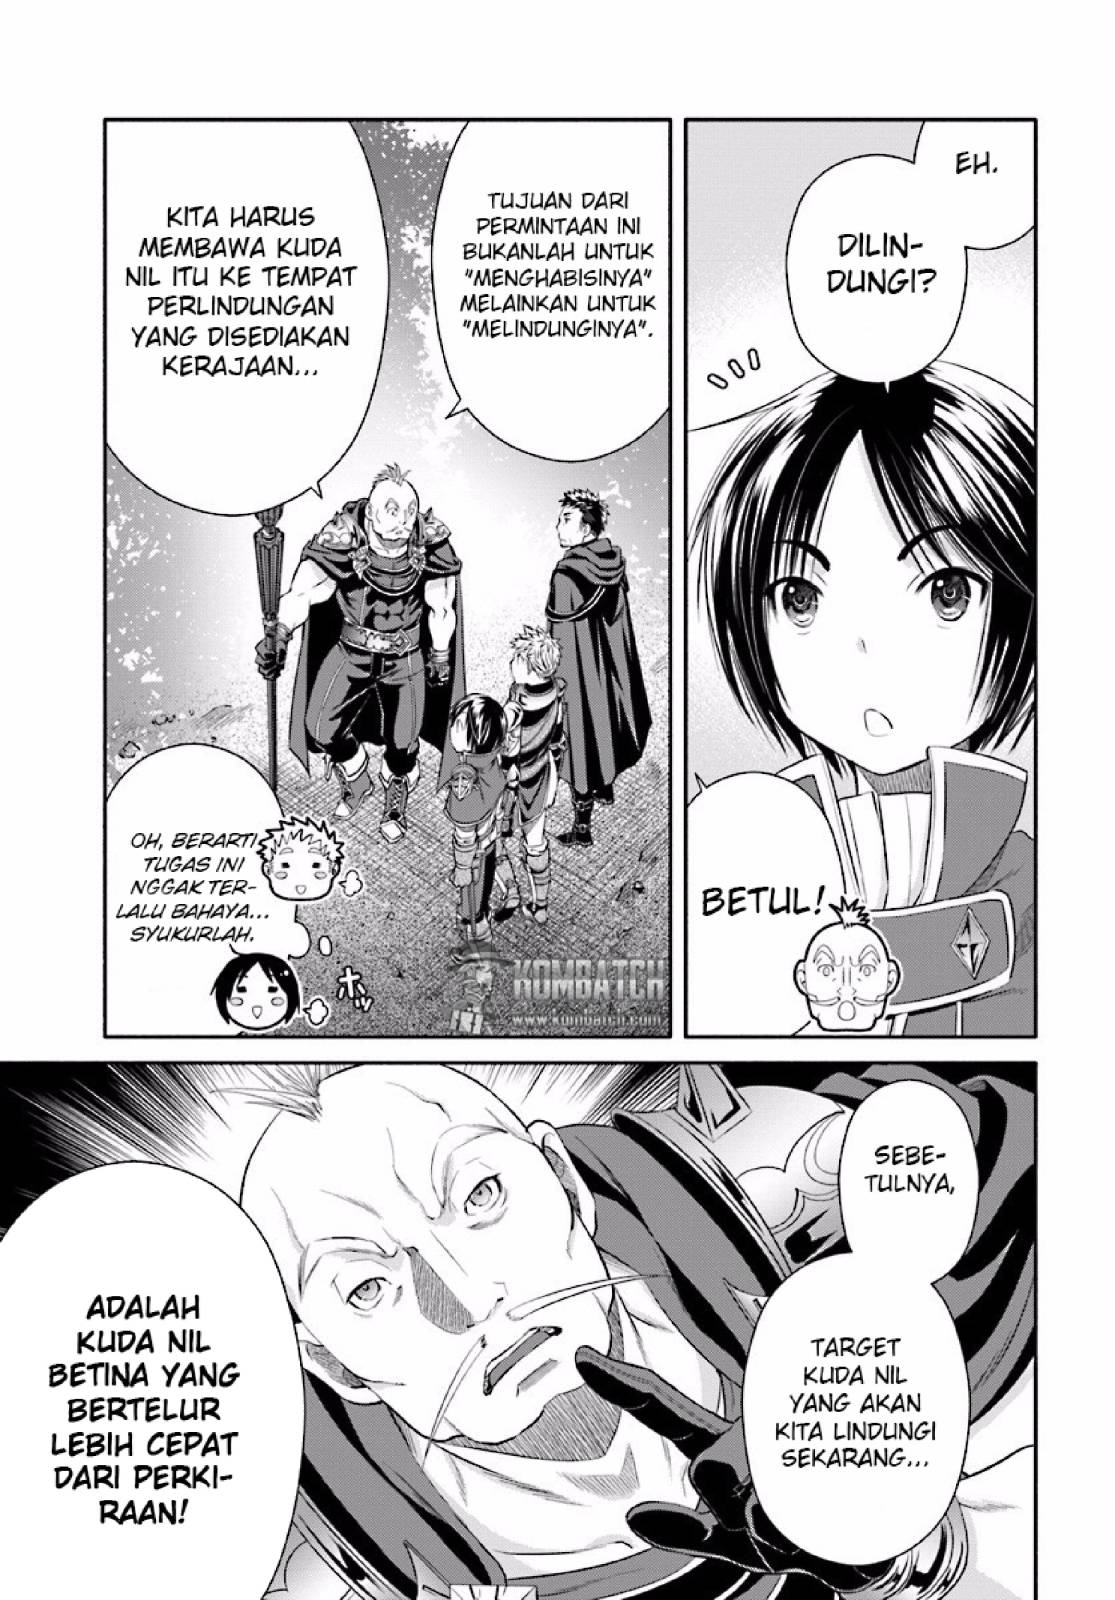 EH.
DILIN-
DUNGI?
BETUL!
TUJUAN DARI
PERMINTAAN INI
BUKANLAH UNTUK
"MENGHABISINYA"
MELAINKAN UNTUK
"MELINDUNGINYA".
KITA HARUS
MEMBAWA KUDA
NIL ITU KE TEMPAT
PERLINDUNGAN
YANG DISEDIAKAN
KERAJAAN...
OH, BERARTI
TUGAS INI
NGGAK TER-
LALU BAHAYA...
SYUKURLAH.
ホッ
KOMBATCH
www.kombatch.com
SEBE-
TULNYA,
TARGET
KUDA NIL
YANG AKAN
KITA LINDUNGI
SEKARANG...
ADALAH
KUDA NIL
BETINA YANG
BERTELUR
LEBIH CEPAT
DARI PERKI-
RAAN!